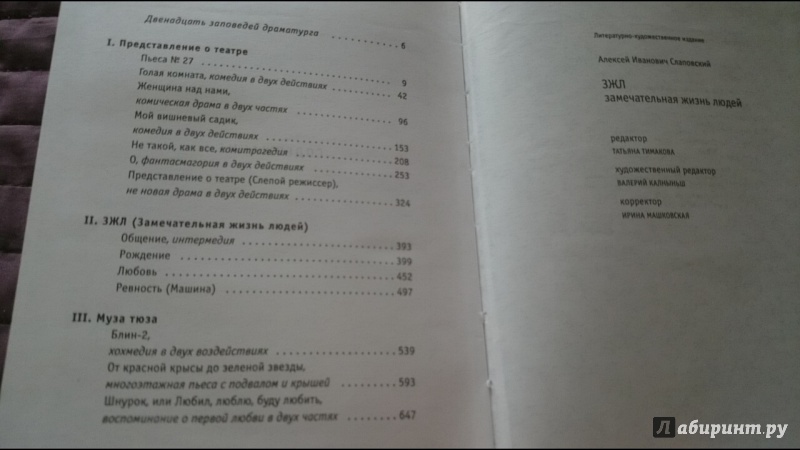 Двенадцать заповедей драматурга 6
I. Представление о театре
Пьеса № 27 9
Голая комната, комедия в двух действиях 42
Женщина над нами,
комическая драма в двух частях 96
Мой вишневый садик,
комедия в двух действиях 153
Не такой, как все, комитрагедия 208
О, фантасмагория в двух действиях 253
Представление о театре (Слепой режиссер),
не новая драма в двух действиях 324
II. ЗЖЛ (Замечательная жизнь людей)
Общение, интермедия 393
Рождение 399
Любовь 452
Ревность (Машина) 497
III. Муза тюза
Блин-2,
хохмедия в двух воздействиях 539
От красной крысы до зеленой звезды,
многоэтажная пьеса с подвалом и крышей 593
Шнурок, или Любил, люблю, буду любить,
воспоминание о первой любви в двух частях 647
Литературно-художественное издание
Алексей Иванович Слаповский
ЗЖЛ
замечательная жизнь людей
редактор
ТАТЬЯНА ТИМАКОВА
художественный редактор
ВАЛЕРИЙ КАЛНЫНЬШ
корректор
ИРИНА МАШКОВСКАЯ
Лабиринт.ру